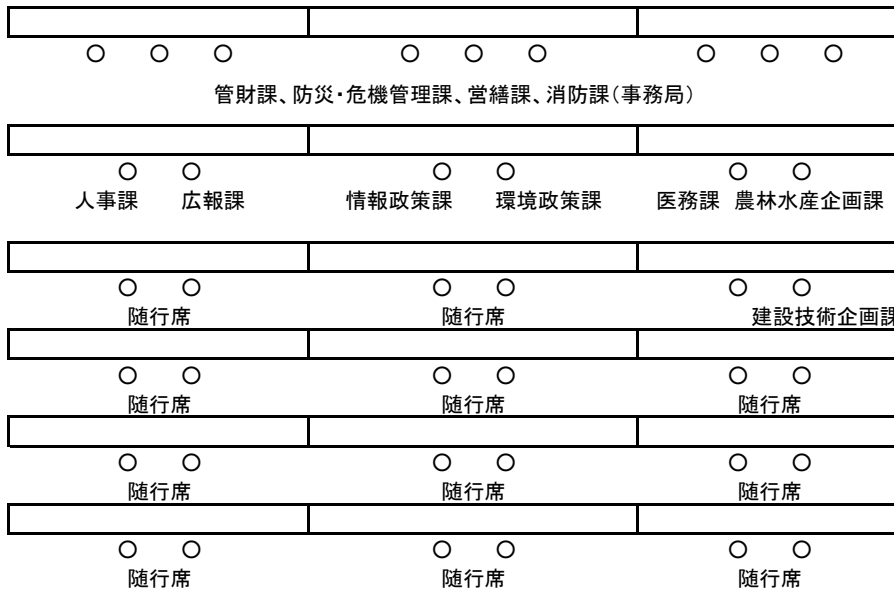 管財課、防災・危機管理課、営繕課、消防課（事務局）
人事課 広報課 情報政策課 環境政策課 医務課 農林水産企画課
随行席 随行席 建設技術企画課
随行席 随行席 随行席
随行席 随行席 随行席
随行席 随行席 随行席